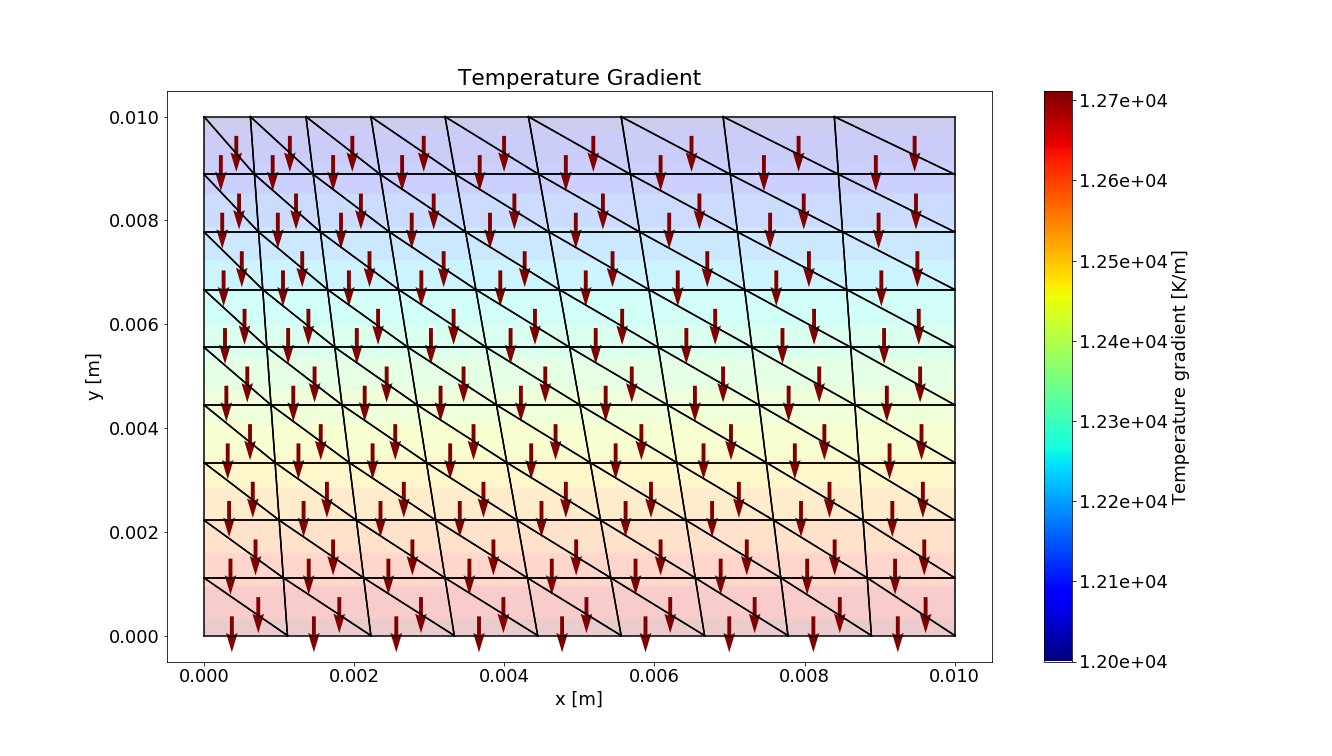 Temperature Gradient
0.010
0.008
0.006
0.004
0.002
0.000
y [m]
0.000 0.002 0.004 0.006 0.008 0.010
x [m]
1.27e+04
1.26e+04
1.25e+04
1.24e+04
1.23e+04
1.22e+04
1.21e+04
1.20e+04
Temperature gradient [K/m]